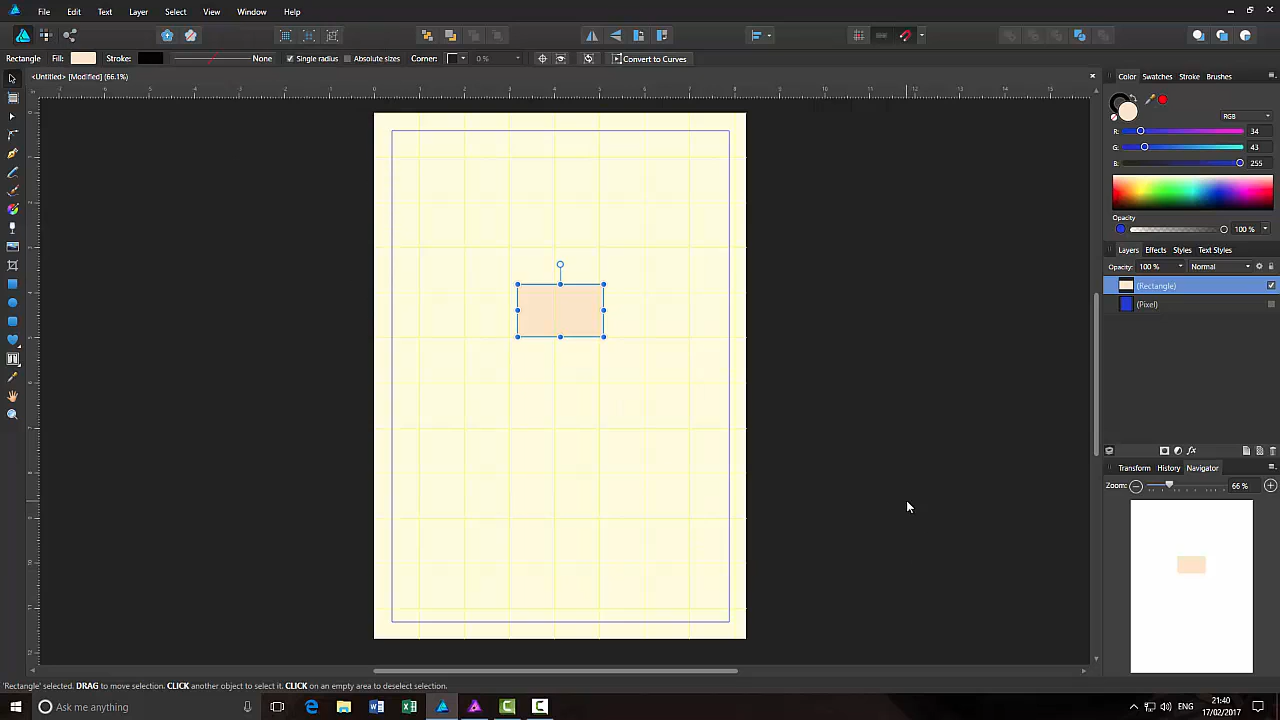 File Edit Text Layer Select View Window Help
Rectangle Fill: Stroke: None Single radius Absolute sizes Corner: 0 % Convert to Curves
<Untitled> [Modified] (66.1%)
Color Swatches Stroke Brushes
RGB
R: 34
G: 43
B: 255
Opacity
100 %
Layers Effects Styles Text Styles
Opacity: 100 % Normal
(Rectangle)
(Pixel)
Transform History Navigator
Zoom: 66 %
'Rectangle' selected. DRAG to move selection. CLICK another object to select it. CLICK on an empty area to deselect selection.
Ask me anything
ENG
21:40
17/02/2017